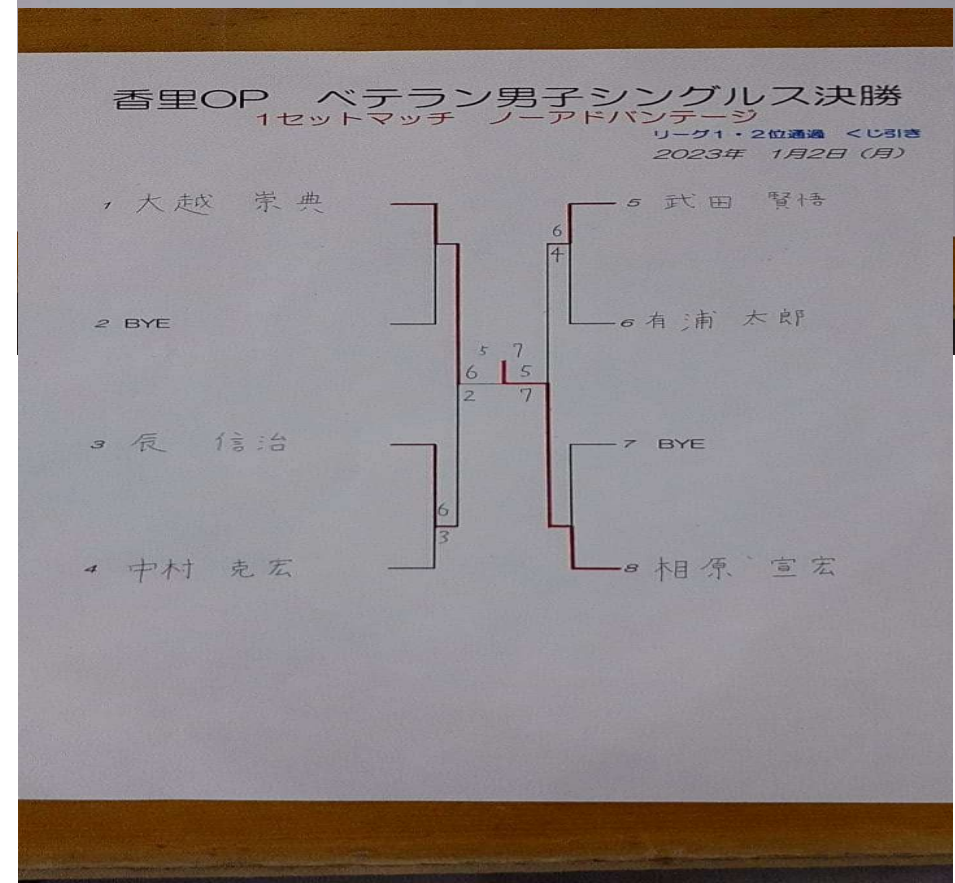 香里OP ベテラン男子シングルス決勝
1セットマッチ ノーアドバンテージ
リーグ1・2位通過 くじ引き
2023年 1月2日(月)
1 大越 崇典
5 武田 賢悟
6
4
2 BYE
6 有浦 太郎
5 7
6 5
2 7
3 辰 信治
7 BYE
6
3
4 中村 克宏
8 相原 宣宏